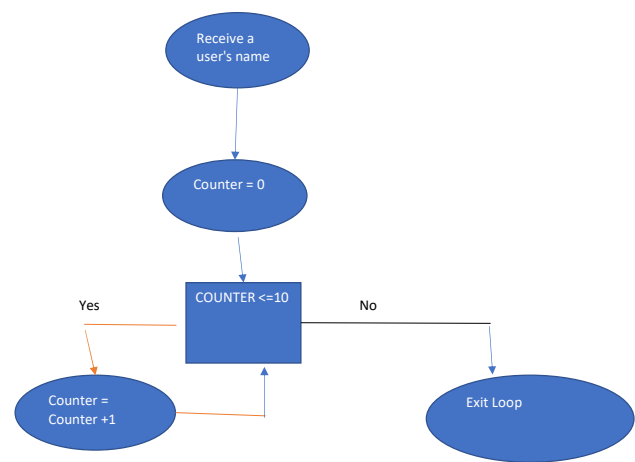 Receive a
user's name
Counter = 0
COUNTER <=10
Yes
No
Counter =
Counter +1
Exit Loop